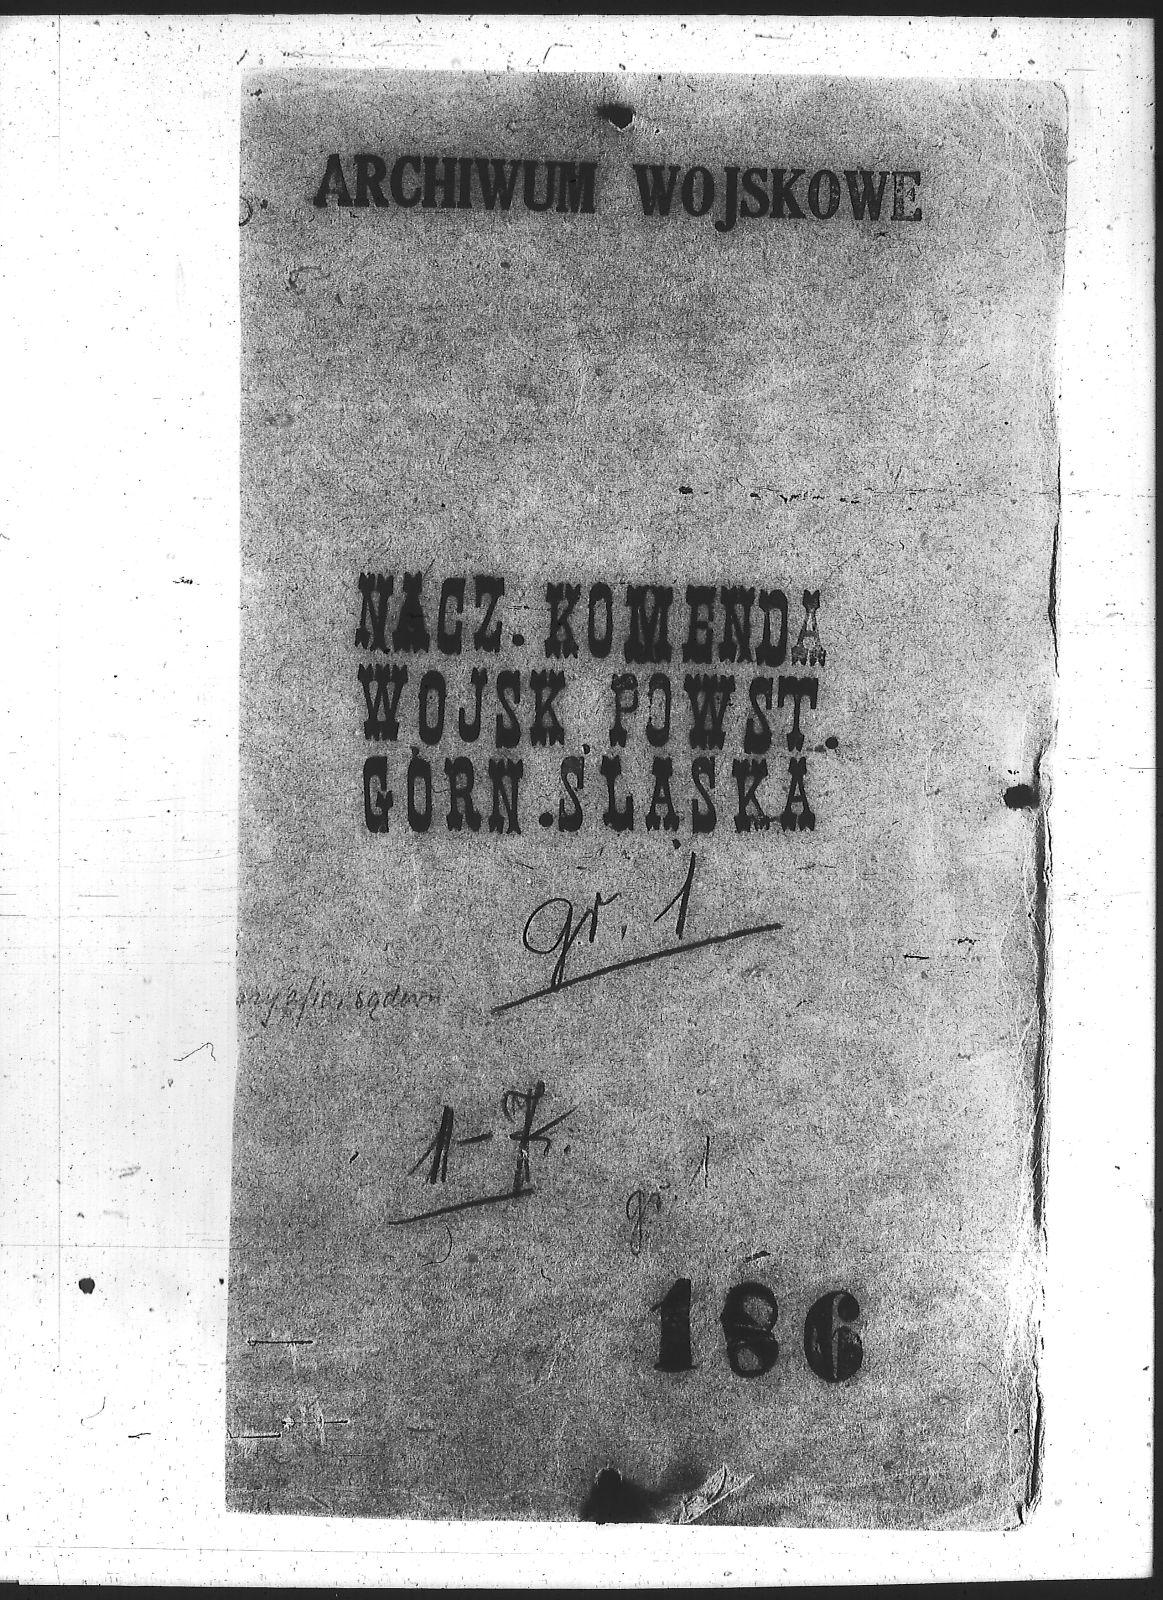 ARCHIWUM WOJSKOWE
NACZ. KOMENDA
WOJSK. POWST.
GÓRN. ŚLĄSKA
gr. 1
1-7.
gr. 1
186